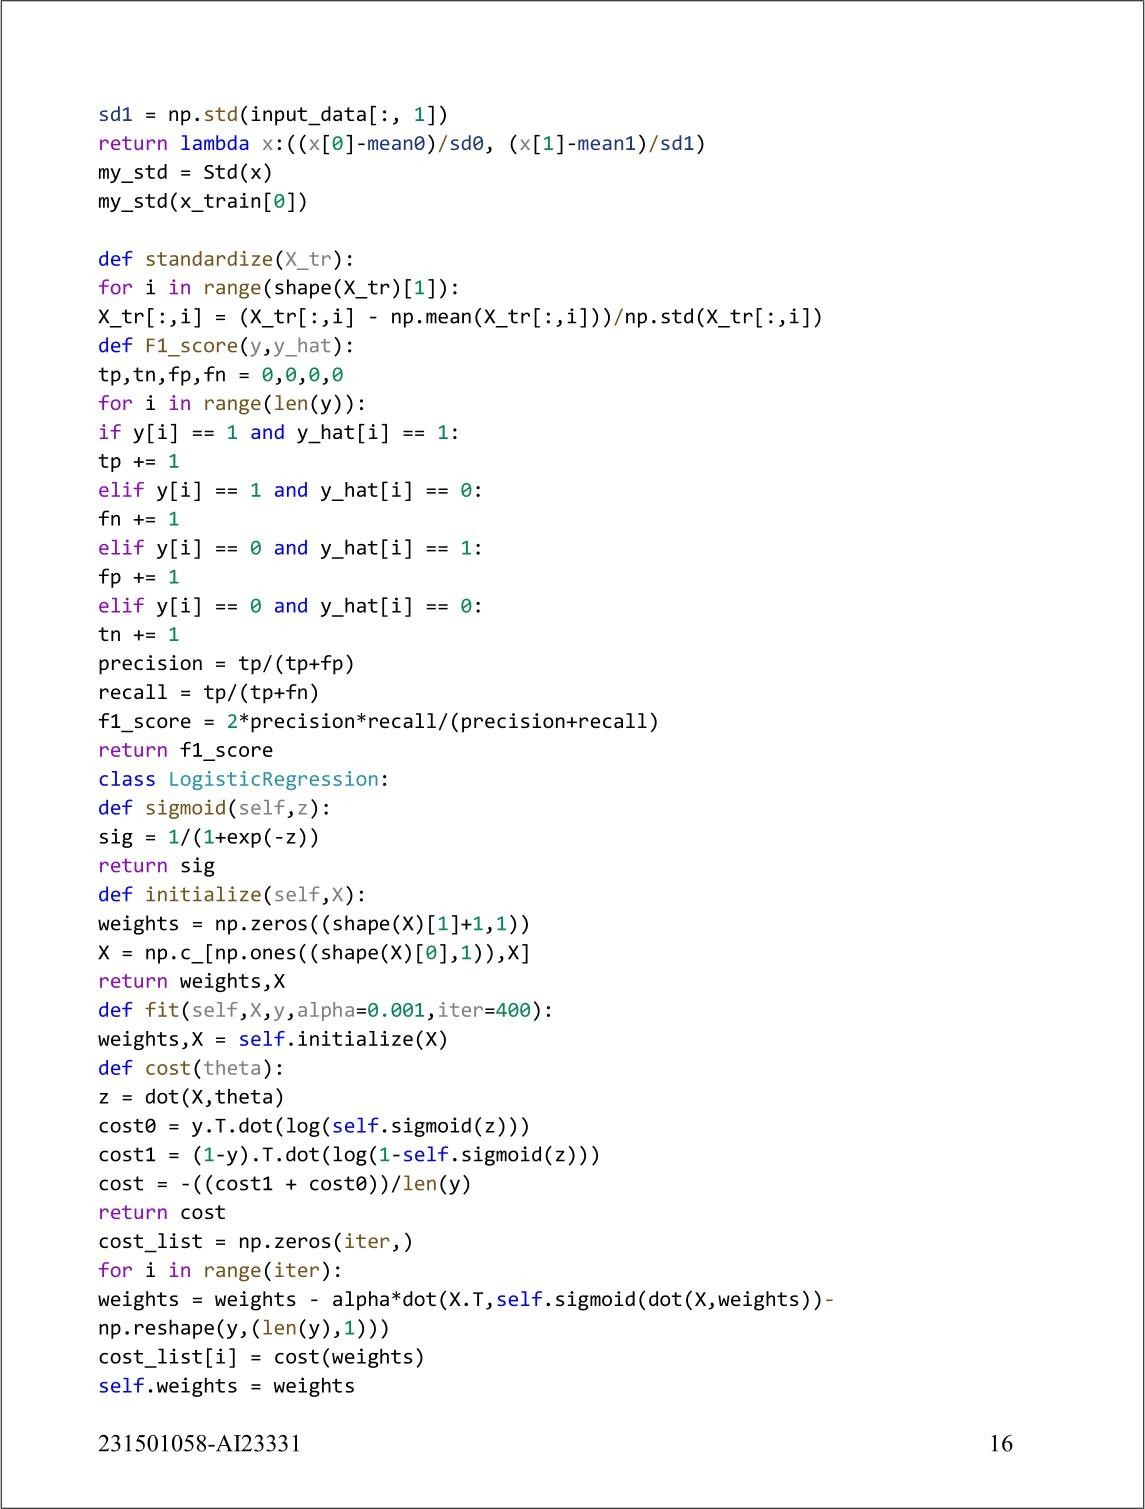 sd1 = np.std(input_data[:, 1])
return lambda x:((x[0]-mean0)/sd0, (x[1]-mean1)/sd1)
my_std = Std(x)
my_std(x_train[0])
def standardize(X_tr):
for i in range(shape(X_tr)[1]):
X_tr[:,i] = (X_tr[:,i] - np.mean(X_tr[:,i]))/np.std(X_tr[:,i])
def F1_score(y,y_hat):
tp,tn,fp,fn = 0,0,0,0
for i in range(len(y)):
if y[i] == 1 and y_hat[i] == 1:
tp += 1
elif y[i] == 1 and y_hat[i] == 0:
fn += 1
elif y[i] == 0 and y_hat[i] == 1:
fp += 1
elif y[i] == 0 and y_hat[i] == 0:
tn += 1
precision = tp/(tp+fp)
recall = tp/(tp+fn)
f1_score = 2*precision*recall/(precision+recall)
return f1_score
class LogisticRegression:
def sigmoid(self,z):
sig = 1/(1+exp(-z))
return sig
def initialize(self,X):
weights = np.zeros((shape(X)[1]+1,1))
X = np.c_[np.ones((shape(X)[0],1)),X]
return weights,X
def fit(self,X,y,alpha=0.001,iter=400):
weights,X = self.initialize(X)
def cost(theta):
z = dot(X,theta)
cost0 = y.T.dot(log(self.sigmoid(z)))
cost1 = (1-y).T.dot(log(1-self.sigmoid(z)))
cost = -((cost1 + cost0))/len(y)
return cost
cost_list = np.zeros(iter,)
for i in range(iter):
weights = weights - alpha*dot(X.T,self.sigmoid(dot(X,weights))-
np.reshape(y,(len(y),1)))
cost_list[i] = cost(weights)
self.weights = weights
231501058-AI23331 16